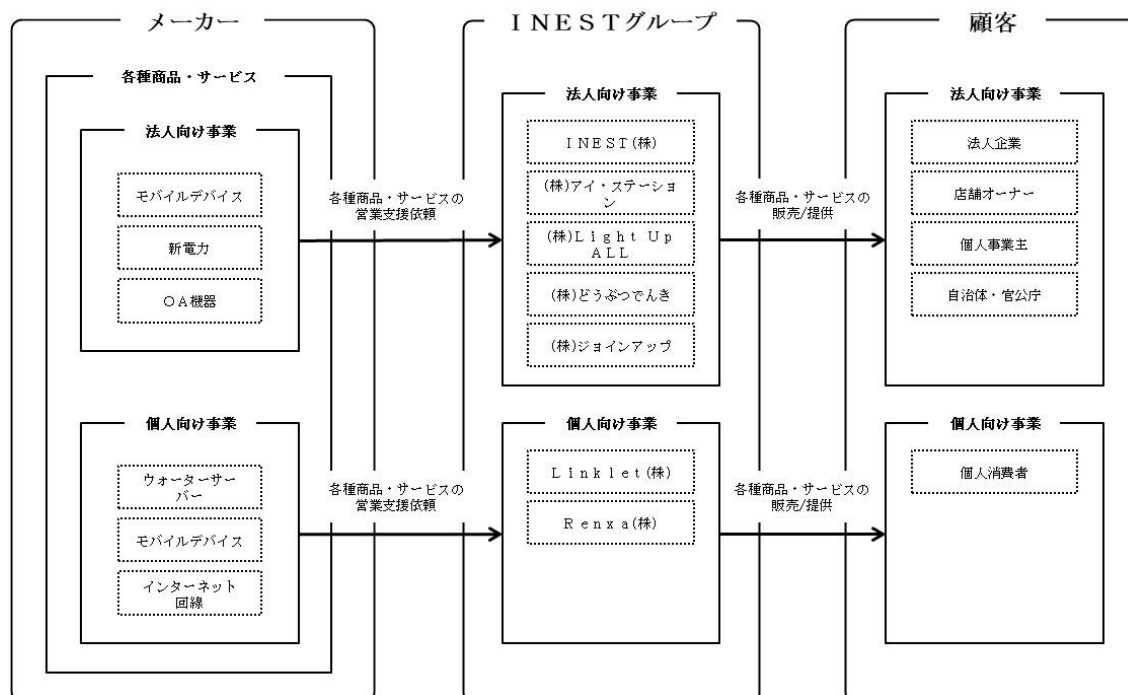 メーカー
ＩＮＥＳＴグループ
顧客
各種商品・サービス
法人向け事業
モバイルデバイス
新電力
ＯＡ機器
個人向け事業
ウォーターサー
バー
モバイルデバイス
インターネット
回線
各種商品・サービスの
営業支援依頼
各種商品・サービスの
営業支援依頼
法人向け事業
ＩＮＥＳＴ(株)
(株)アイ・ステーショ
ン
(株)Ｌｉｇｈｔ Ｕｐ
ＡＬＬ
(株)どうぶつでんき
(株)ジョインアップ
個人向け事業
Ｌｉｎｋｌｅｔ(株)
Ｒｅｎｘａ(株)
各種商品・サービスの
販売/提供
各種商品・サービスの
販売/提供
法人向け事業
法人企業
店舗オーナー
個人事業主
自治体・官公庁
個人向け事業
個人消費者